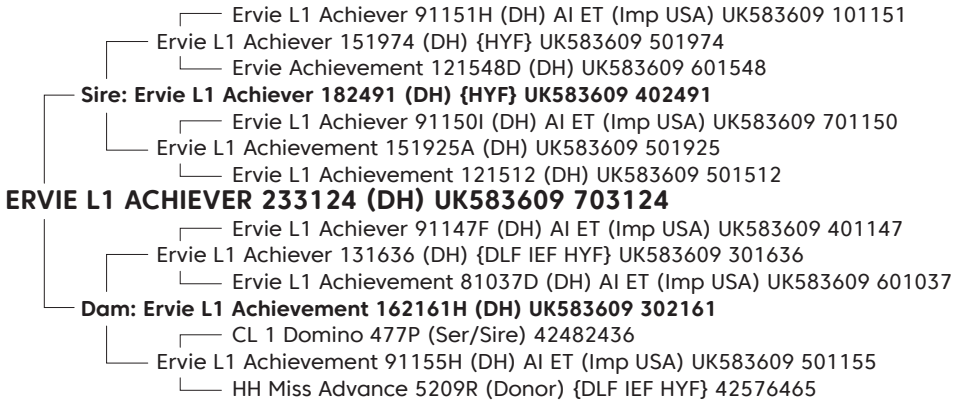 Ervie L1 Achiever 91151H (DH) AI ET (Imp USA) UK583609 101151
Ervie L1 Achiever 151974 (DH) {HYF} UK583609 501974
Ervie Achievement 121548D (DH) UK583609 601548
Sire: Ervie L1 Achiever 182491 (DH) {HYF} UK583609 402491
Ervie L1 Achiever 91150I (DH) AI ET (Imp USA) UK583609 701150
Ervie L1 Achievement 151925A (DH) UK583609 501925
Ervie L1 Achievement 121512 (DH) UK583609 501512
ERVIE L1 ACHIEVER 233124 (DH) UK583609 703124
Ervie L1 Achiever 91147F (DH) AI ET (Imp USA) UK583609 401147
Ervie L1 Achiever 131636 (DH) {DLF IEF HYF} UK583609 301636
Ervie L1 Achievement 81037D (DH) AI ET (Imp USA) UK583609 601037
Dam: Ervie L1 Achievement 162161H (DH) UK583609 302161
CL 1 Domino 477P (Ser/Sire) 42482436
Ervie L1 Achievement 91155H (DH) AI ET (Imp USA) UK583609 501155
HH Miss Advance 5209R (Donor) {DLF IEF HYF} 42576465